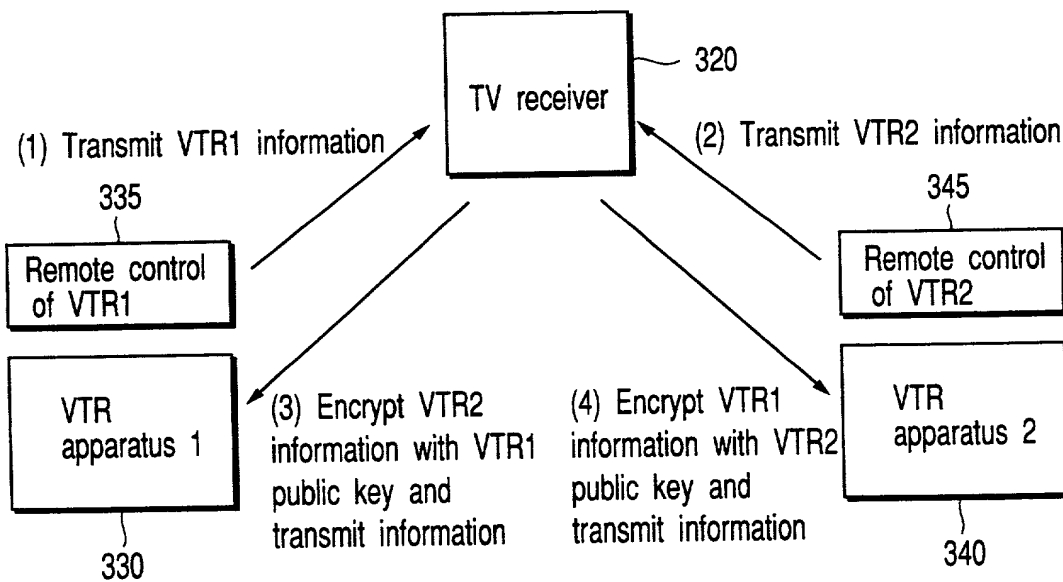 TV receiver
320
(1) Transmit VTR1 information
(2) Transmit VTR2 information
335
345
Remote control
of VTR1
Remote control
of VTR2
VTR
apparatus 1
(3) Encrypt VTR2
information with VTR1
public key and
transmit information
(4) Encrypt VTR1
information with VTR2
public key and
transmit information
VTR
apparatus 2
330
340